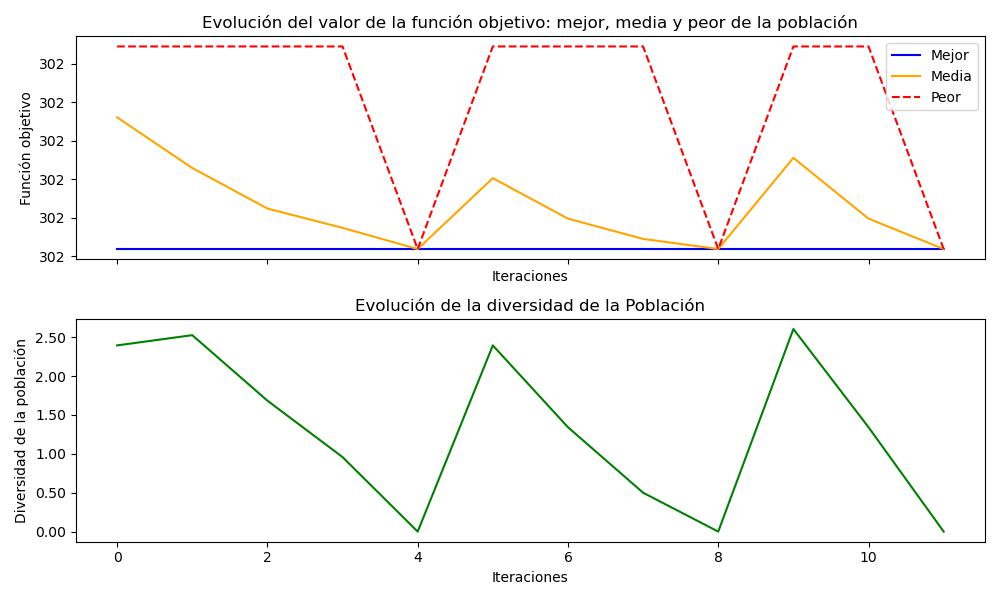 Evolución del valor de la función objetivo: mejor, media y peor de la población
Función objetivo
302
302
302
302
302
302
Mejor
Media
Peor
Iteraciones
Evolución de la diversidad de la Población
Diversidad de la población
2.50
2.00
1.50
1.00
0.50
0.00
0 2 4 6 8 10
Iteraciones